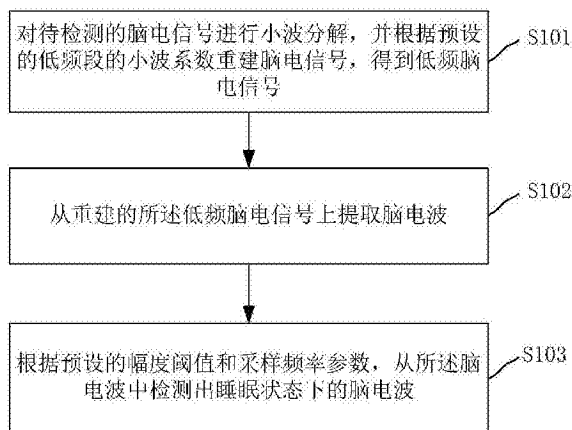 对待检测的脑电信号进行小波分解，并根据预设
的低频段的小波系数重建脑电信号，得到低频脑
电信号
S101
从重建的所述低频脑电信号上提取脑电波
S102
根据预设的幅度阈值和采样频率参数，从所述脑
电波中检测出睡眠状态下的脑电波
S103